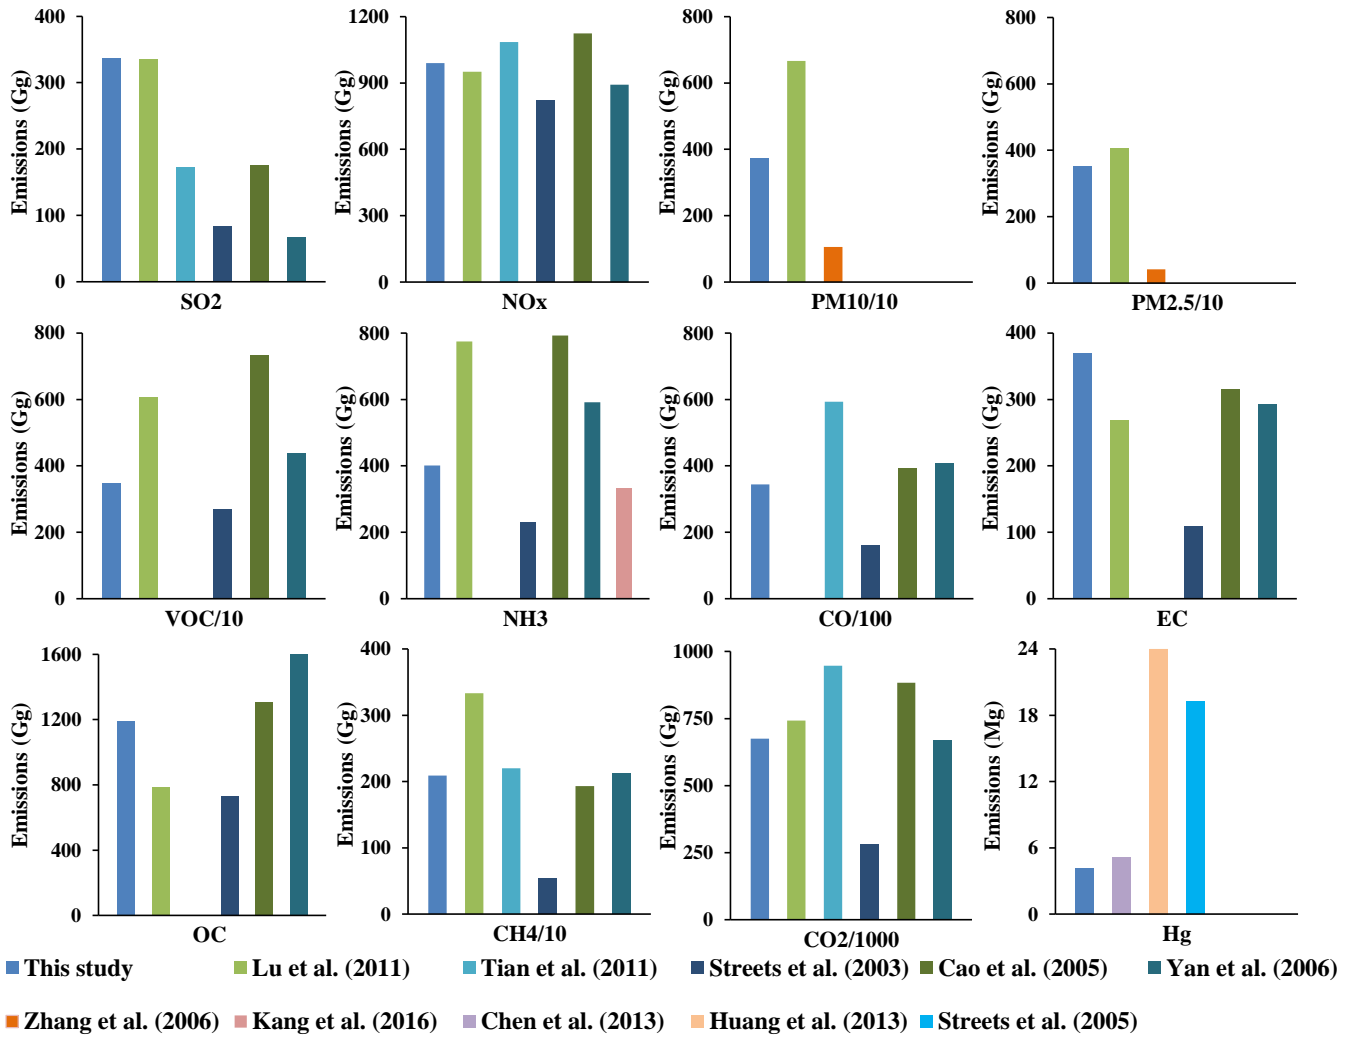 400
300
200
100
0
Emissions (Gg)
SO2
1200
900
600
300
0
Emissions (Gg)
NOx
800
600
400
200
0
Emissions (Gg)
PM10/10
800
600
400
200
0
Emissions (Gg)
PM2.5/10
800
600
400
200
0
Emissions (Gg)
VOC/10
800
600
400
200
0
Emissions (Gg)
NH3
800
600
400
200
0
Emissions (Gg)
CO/100
400
300
200
100
0
Emissions (Gg)
EC
1600
1200
800
400
0
Emissions (Gg)
OC
400
300
200
100
0
Emissions (Gg)
CH4/10
1000
750
500
250
0
Emissions (Gg)
CO2/1000
24
18
12
6
0
Emissions (Mg)
Hg
This study Lu et al. (2011) Tian et al. (2011) Streets et al. (2003) Cao et al. (2005) Yan et al. (2006)
Zhang et al. (2006) Kang et al. (2016) Chen et al. (2013) Huang et al. (2013) Streets et al. (2005)